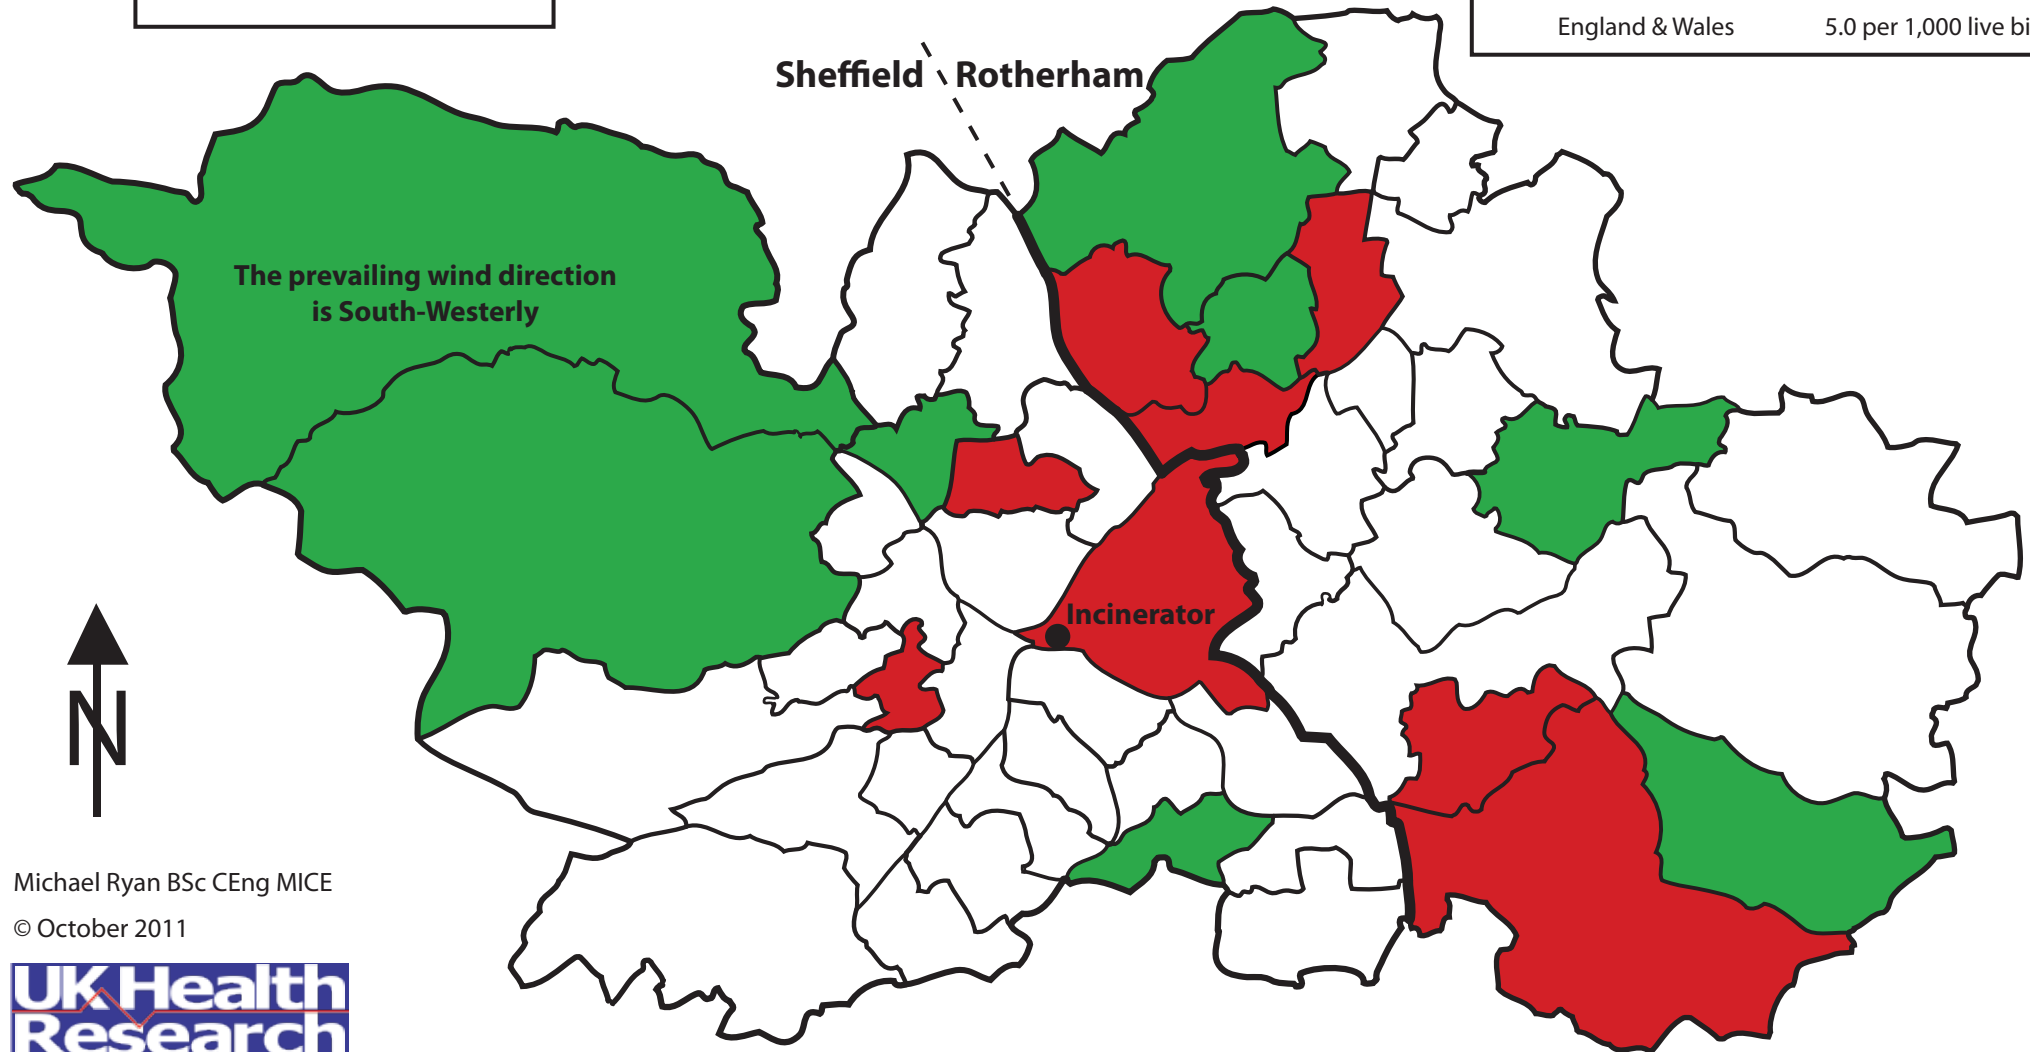 England & Wales 5.0 per 1,000 live bi
Sheffield Rotherham
The prevailing wind direction
is South-Westerly
Incinerator
N
Michael Ryan BSc CEng MICE
© October 2011
UK Health
Research